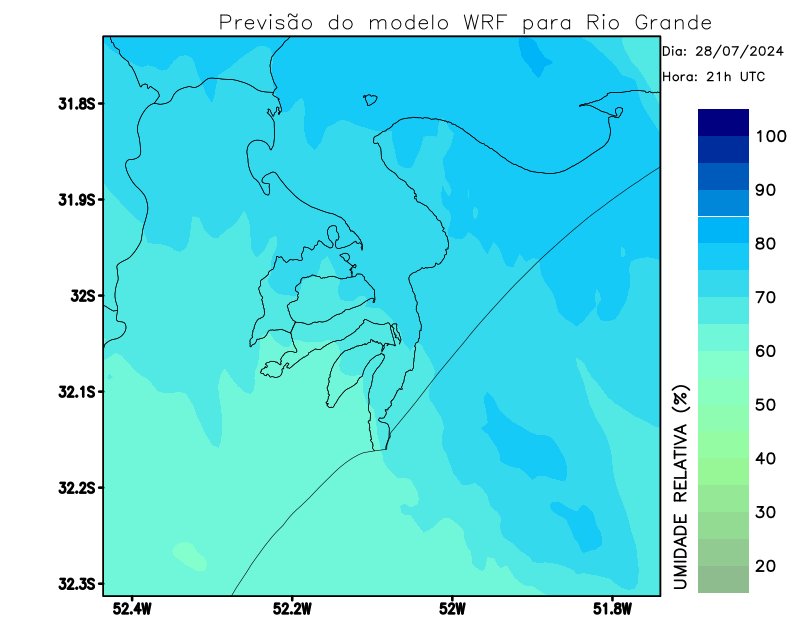 Previsão do modelo WRF para Rio Grande
Dia: 28/07/2024
Hora: 21h UTC
31.8S
31.9S
32S
32.1S
32.2S
32.3S
52.4W
52.2W
52W
51.8W
UMIDADE RELATIVA (%)
100
90
80
70
60
50
40
30
20